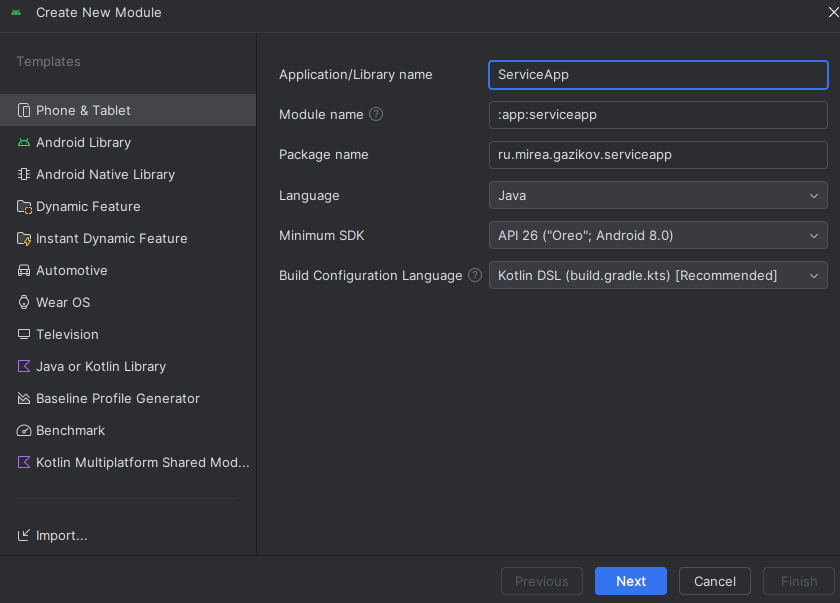 Create New Module
Templates
Phone & Tablet
Android Library
Android Native Library
Dynamic Feature
Instant Dynamic Feature
Automotive
Wear OS
Television
Java or Kotlin Library
Baseline Profile Generator
Benchmark
Kotlin Multiplatform Shared Mod...
Import...
Application/Library name ServiceApp
Module name ? :app:serviceapp
Package name ru.mirea.gazikov.serviceapp
Language Java
Minimum SDK API 26 ("Oreo"; Android 8.0)
Build Configuration Language ? Kotlin DSL (build.gradle.kts) [Recommended]
Previous Next Cancel Finish